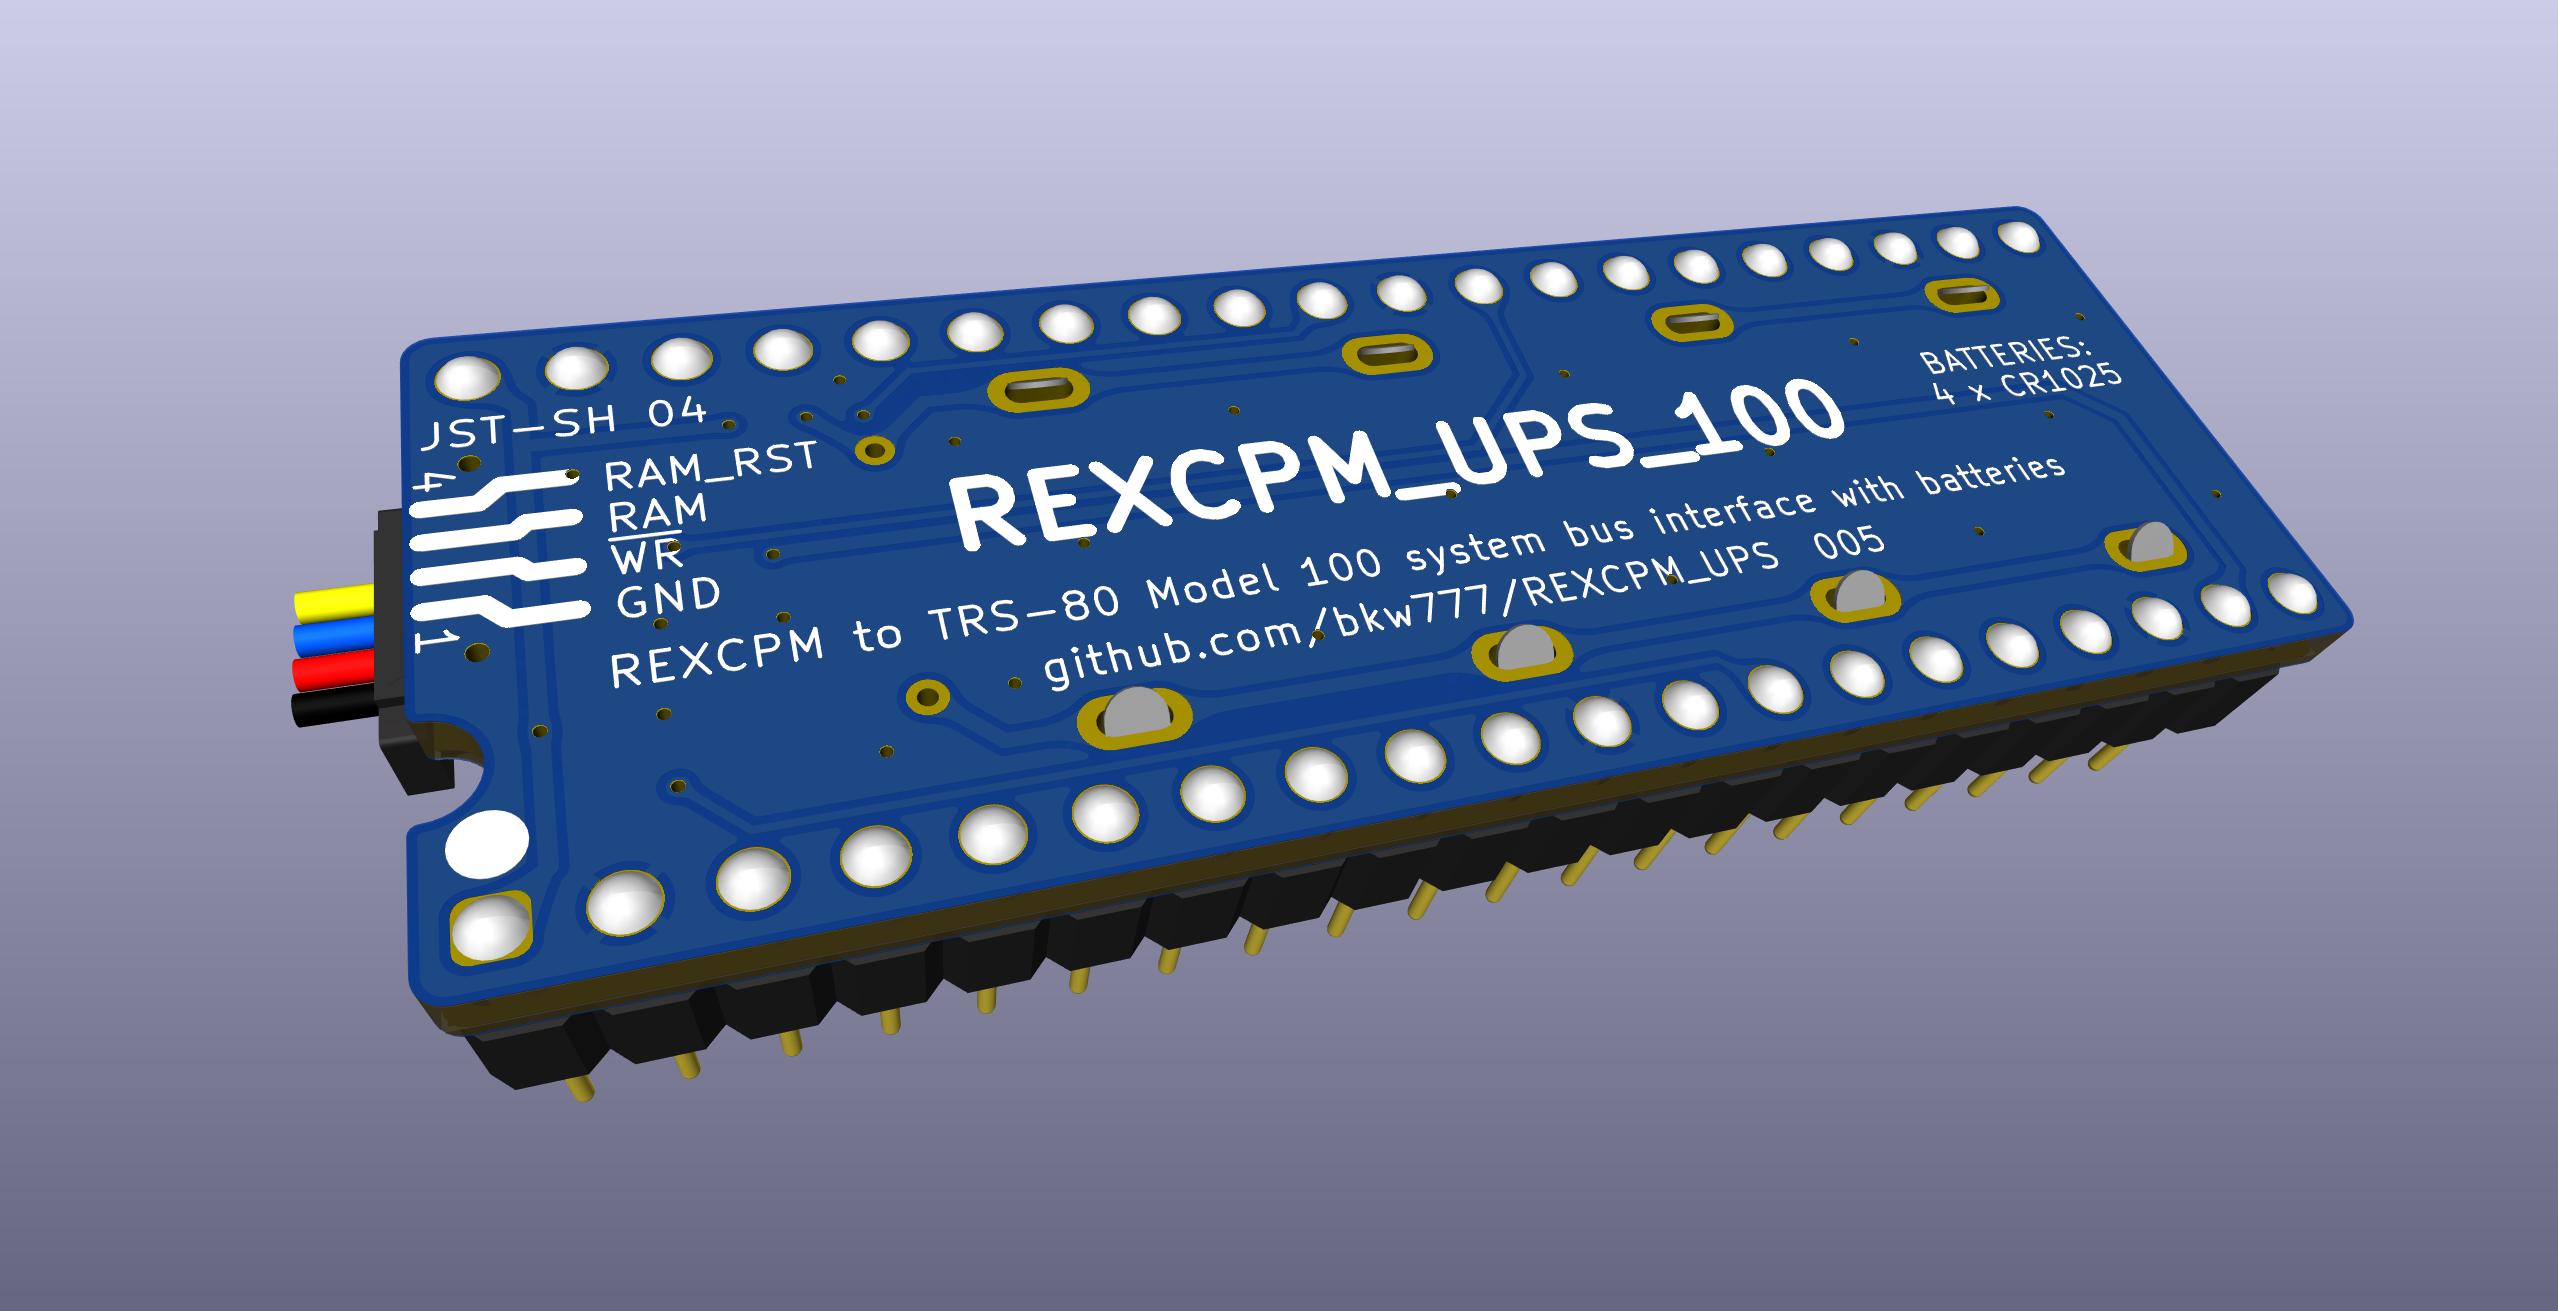 JST-SH 04
4
RAM_RST
RAM
W̅R̅
GND
1
REXCPM_UPS_100
REXCPM to TRS-80 Model 100 system bus interface with batteries
github.com/bkw777/REXCPM_UPS 005
BATTERIES:
4 x CR1025